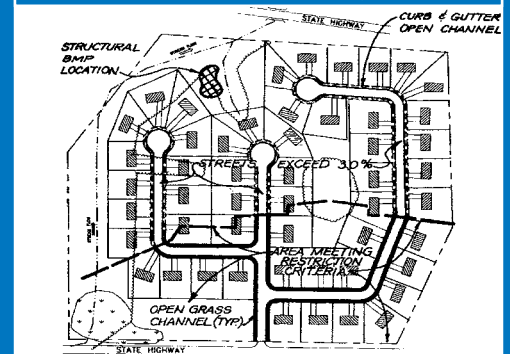 STATE HIGHWAY
CURB & GUTTER
OPEN CHANNEL
STRUCTURAL
BMP
LOCATION
STREETS EXCEED 3.0%
AREA MEETING
RESTRICTION
CRITERIA
OPEN GRASS
CHANNEL (TYP.)
STATE HIGHWAY